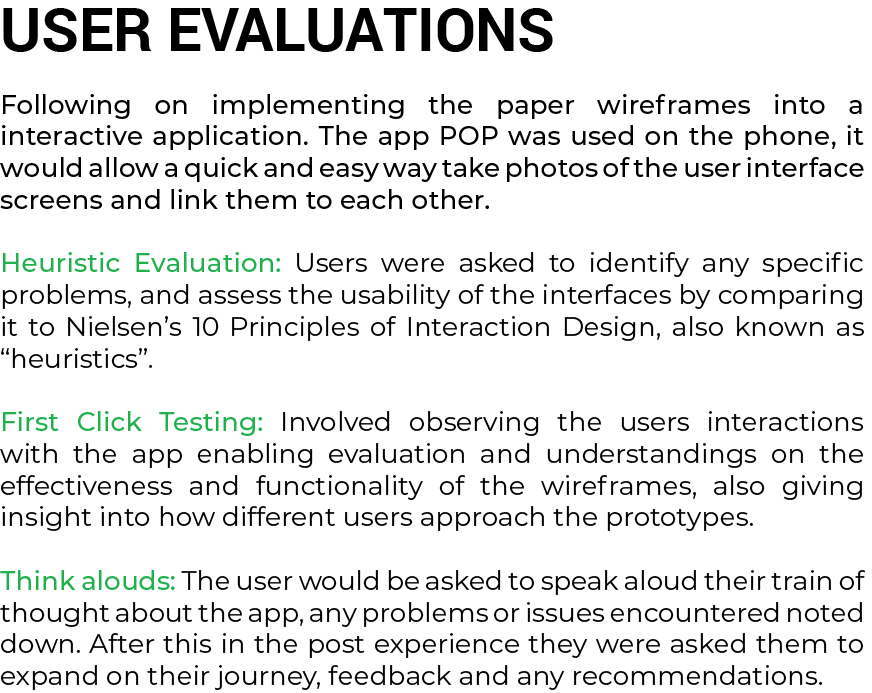 USER EVALUATIONS
Following on implementing the paper wireframes into a
interactive application. The app POP was used on the phone, it
would allow a quick and easy way take photos of the user interface
screens and link them to each other.
Heuristic Evaluation: Users were asked to identify any specific
problems, and assess the usability of the interfaces by comparing
it to Nielsen’s 10 Principles of Interaction Design, also known as
“heuristics”.
First Click Testing: Involved observing the users interactions
with the app enabling evaluation and understandings on the
effectiveness and functionality of the wireframes, also giving
insight into how different users approach the prototypes.
Think alouds: The user would be asked to speak aloud their train of
thought about the app, any problems or issues encountered noted
down. After this in the post experience they were asked them to
expand on their journey, feedback and any recommendations.